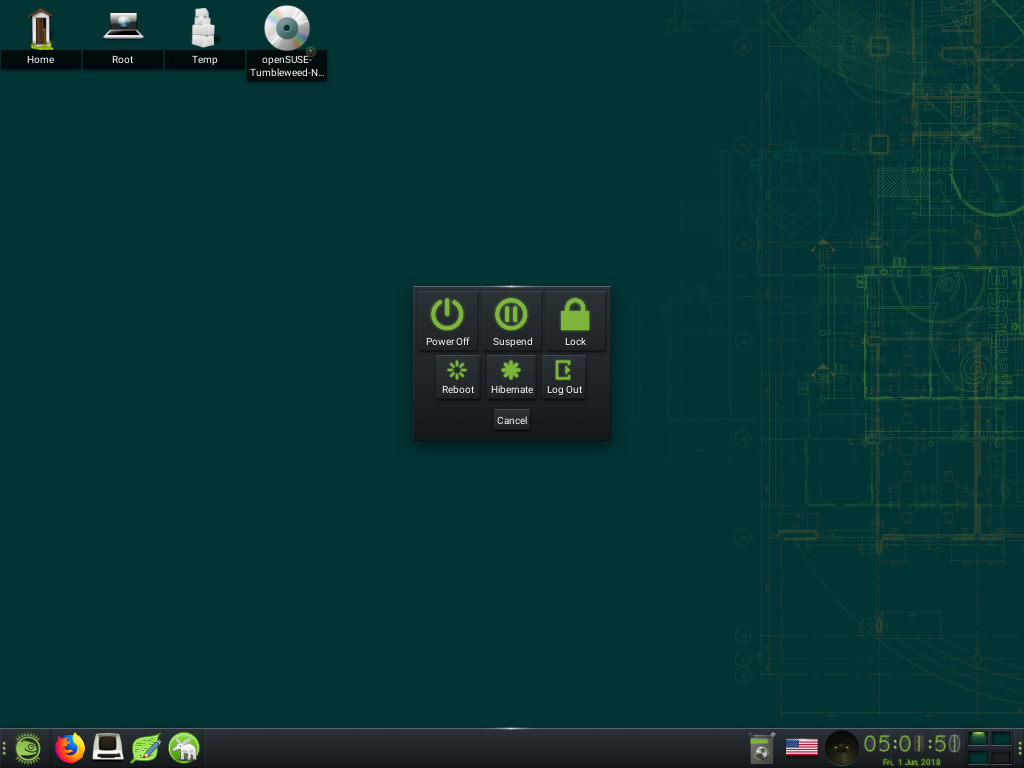 Home
Root
Temp
openSUSE-
Tumbleweed-N...
Power Off
Suspend
Lock
Reboot
Hibernate
Log Out
Cancel
05:01:50
Fri, 1 Jun, 2018